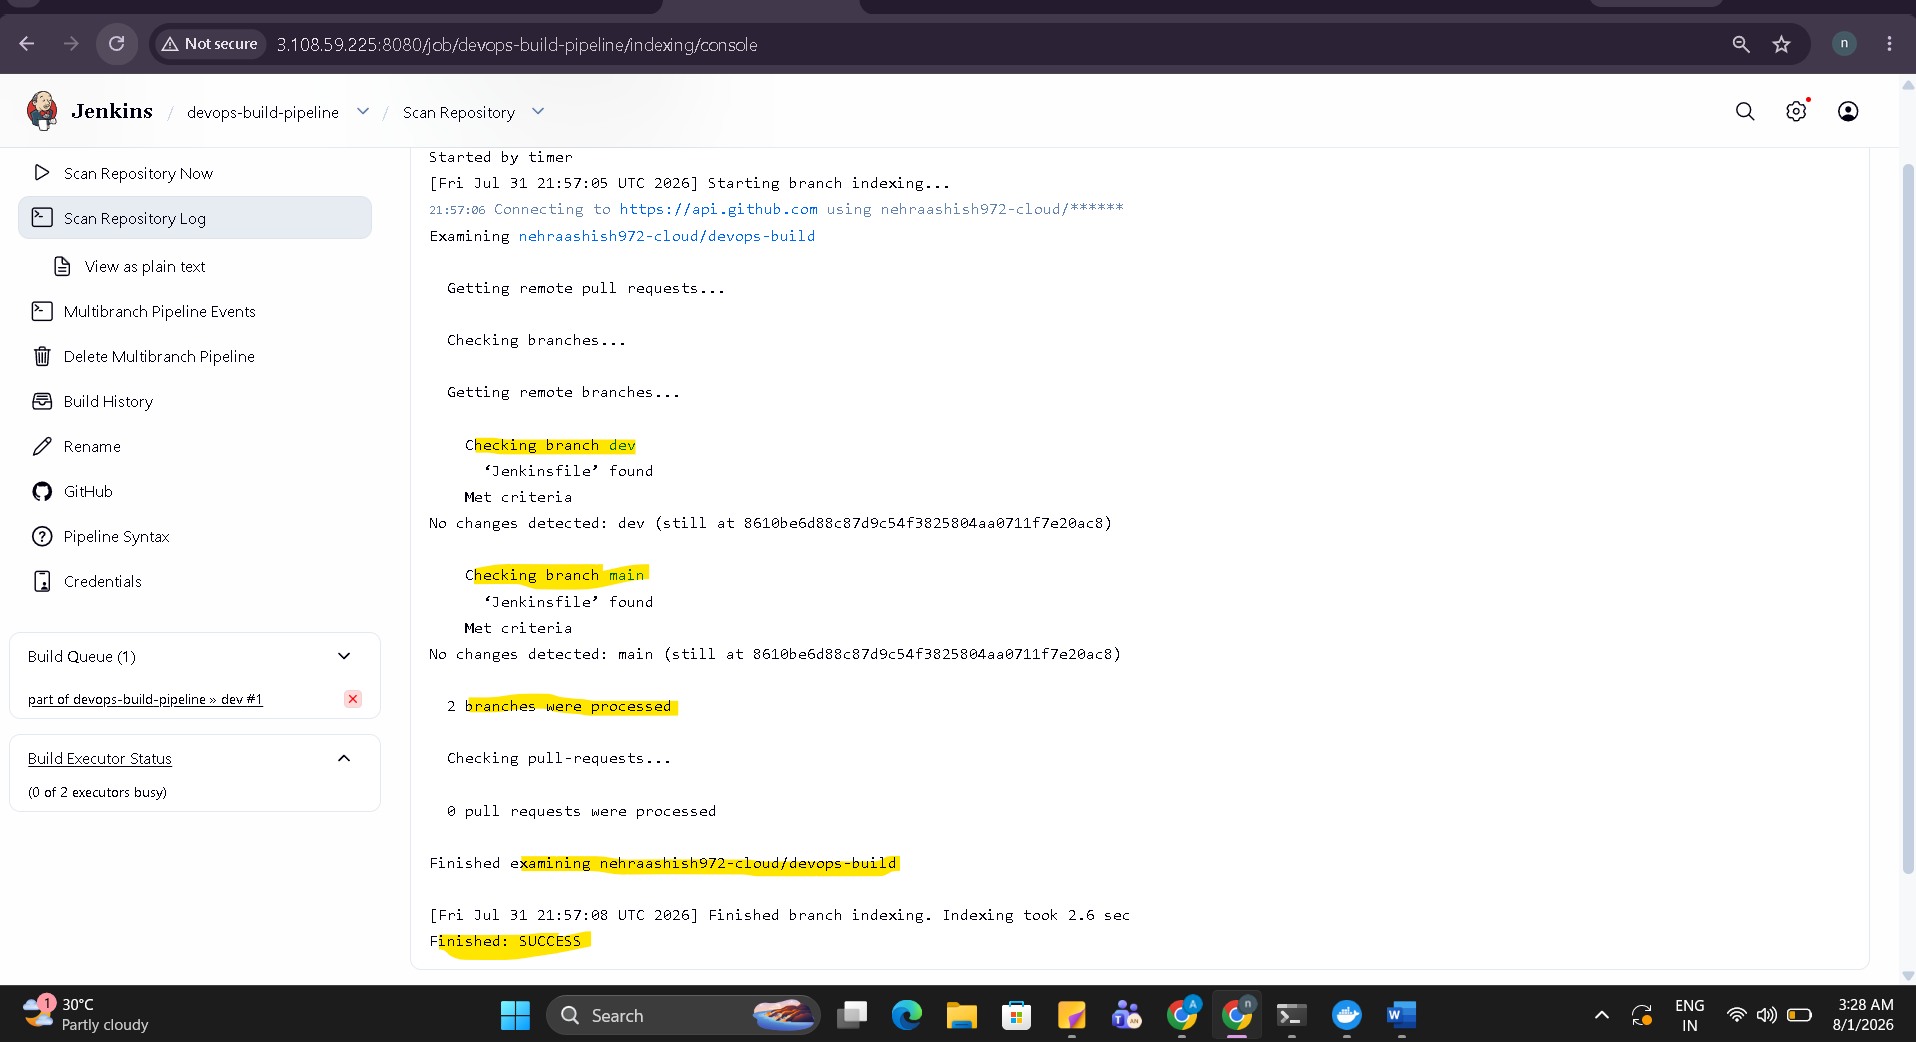 Not secure
3.108.59.225:8080/job/devops-build-pipeline/indexing/console
n
Jenkins / devops-build-pipeline / Scan Repository
Scan Repository Now
Scan Repository Log
View as plain text
Multibranch Pipeline Events
Delete Multibranch Pipeline
Build History
Rename
GitHub
Pipeline Syntax
Credentials
Build Queue (1)
part of devops-build-pipeline » dev #1
Build Executor Status
(0 of 2 executors busy)
Started by timer
[Fri Jul 31 21:57:05 UTC 2026] Starting branch indexing...
21:57:06 Connecting to https://api.github.com using nehraashish972-cloud/******
Examining nehraashish972-cloud/devops-build
Getting remote pull requests...
Checking branches...
Getting remote branches...
Checking branch dev
‘Jenkinsfile’ found
Met criteria
No changes detected: dev (still at 8610be6d88c87d9c54f3825804aa0711f7e20ac8)
Checking branch main
‘Jenkinsfile’ found
Met criteria
No changes detected: main (still at 8610be6d88c87d9c54f3825804aa0711f7e20ac8)
2 branches were processed
Checking pull-requests...
0 pull requests were processed
Finished examining nehraashish972-cloud/devops-build
[Fri Jul 31 21:57:08 UTC 2026] Finished branch indexing. Indexing took 2.6 sec
Finished: SUCCESS
1
30°C
Partly cloudy
Search
T
AN
A
n
W
ENG
IN
3:28 AM
8/1/2026